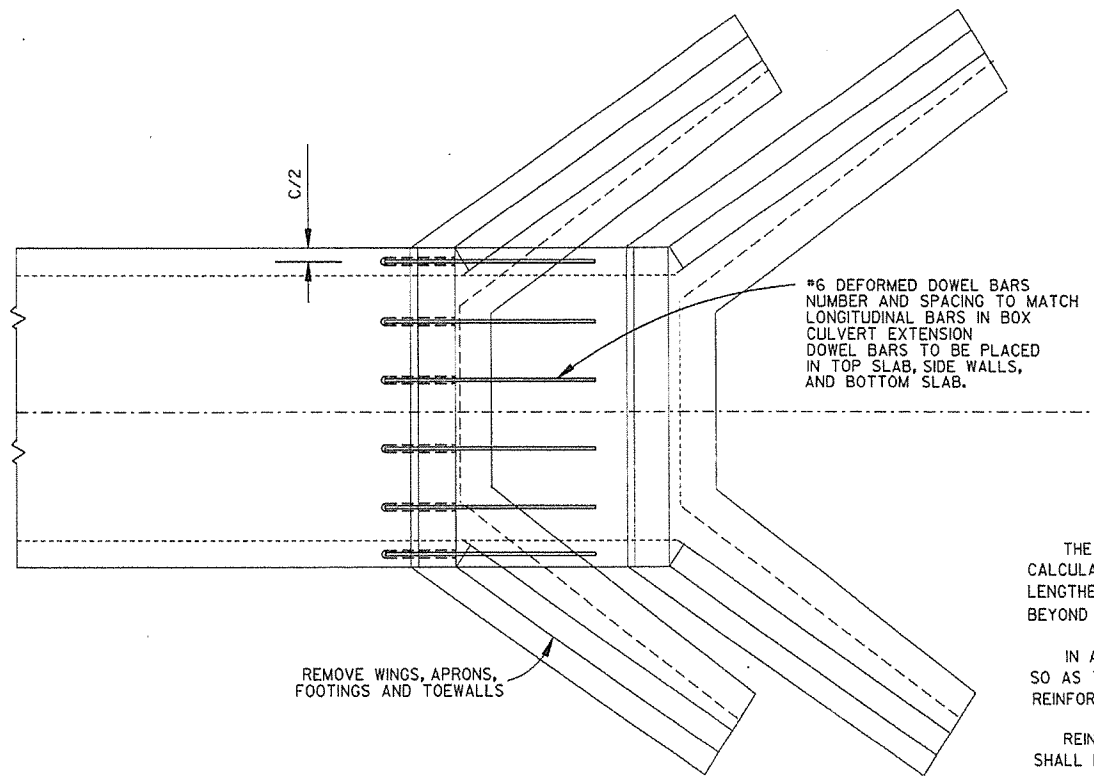 C/2
#6 DEFORMED DOWEL BARS
NUMBER AND SPACING TO MATCH
LONGITUDINAL BARS IN BOX
CULVERT EXTENSION
DOWEL BARS TO BE PLACED
IN TOP SLAB, SIDE WALLS,
AND BOTTOM SLAB.
REMOVE WINGS, APRONS,
FOOTINGS AND TOEWALLS
THE
CALCULA
LENGTHE
BEYOND
IN A
SO AS
REINFOR
REIN
SHALL